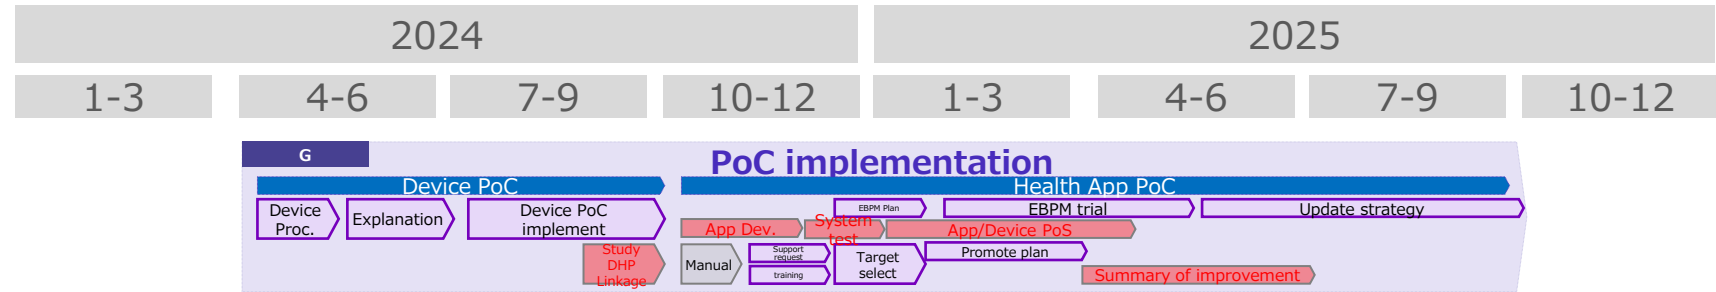 2024
2025
1-3
4-6
7-9
10-12
1-3
4-6
7-9
10-12
G
PoC implementation
Device PoC
Health App PoC
Device
Proc.
Explanation
Device PoC
implement
EBPM Plan
EBPM trial
Update strategy
App Dev.
System
test
App/Device PoS
Study
DHP
Linkage
Manual
Support
request
training
Target
select
Promote plan
Summary of improvement